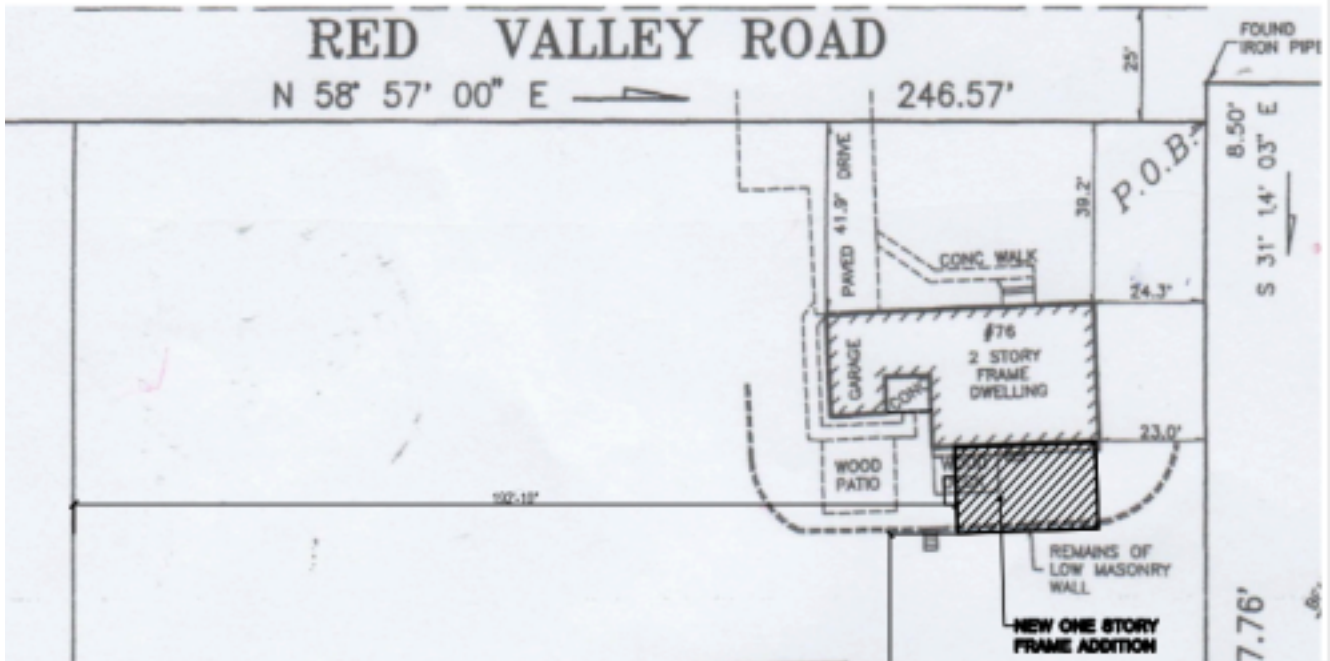 RED VALLEY ROAD
FOUND
IRON PIPE
25'
N 58° 57' 00" E
246.57'
8.50'
S 31° 14' 03" E
P.O.B.
PAVED 41.9' DRIVE
39.2'
CONC WALK
24.3'
#76
2 STORY
FRAME
DWELLING
GARAGE
CONC
23.0'
WOOD
PATIO
192'-10"
REMAINS OF
LOW MASONRY
WALL
NEW ONE STORY
FRAME ADDITION
7.76'